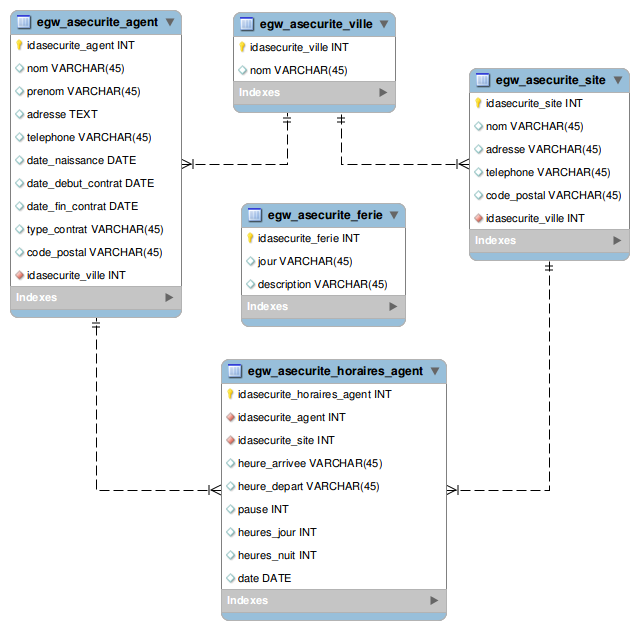 egw_asecurite_agent
idasecurite_agent INT
nom VARCHAR(45)
prenom VARCHAR(45)
adresse TEXT
telephone VARCHAR(45)
date_naissance DATE
date_debut_contrat DATE
date_fin_contrat DATE
type_contrat VARCHAR(45)
code_postal VARCHAR(45)
idasecurite_ville INT
Indexes
egw_asecurite_ville
idasecurite_ville INT
nom VARCHAR(45)
Indexes
egw_asecurite_site
idasecurite_site INT
nom VARCHAR(45)
adresse VARCHAR(45)
telephone VARCHAR(45)
code_postal VARCHAR(45)
idasecurite_ville INT
Indexes
egw_asecurite_ferie
idasecurite_ferie INT
jour VARCHAR(45)
description VARCHAR(45)
Indexes
egw_asecurite_horaires_agent
idasecurite_horaires_agent INT
idasecurite_agent INT
idasecurite_site INT
heure_arrivee VARCHAR(45)
heure_depart VARCHAR(45)
pause INT
heures_jour INT
heures_nuit INT
date DATE
Indexes